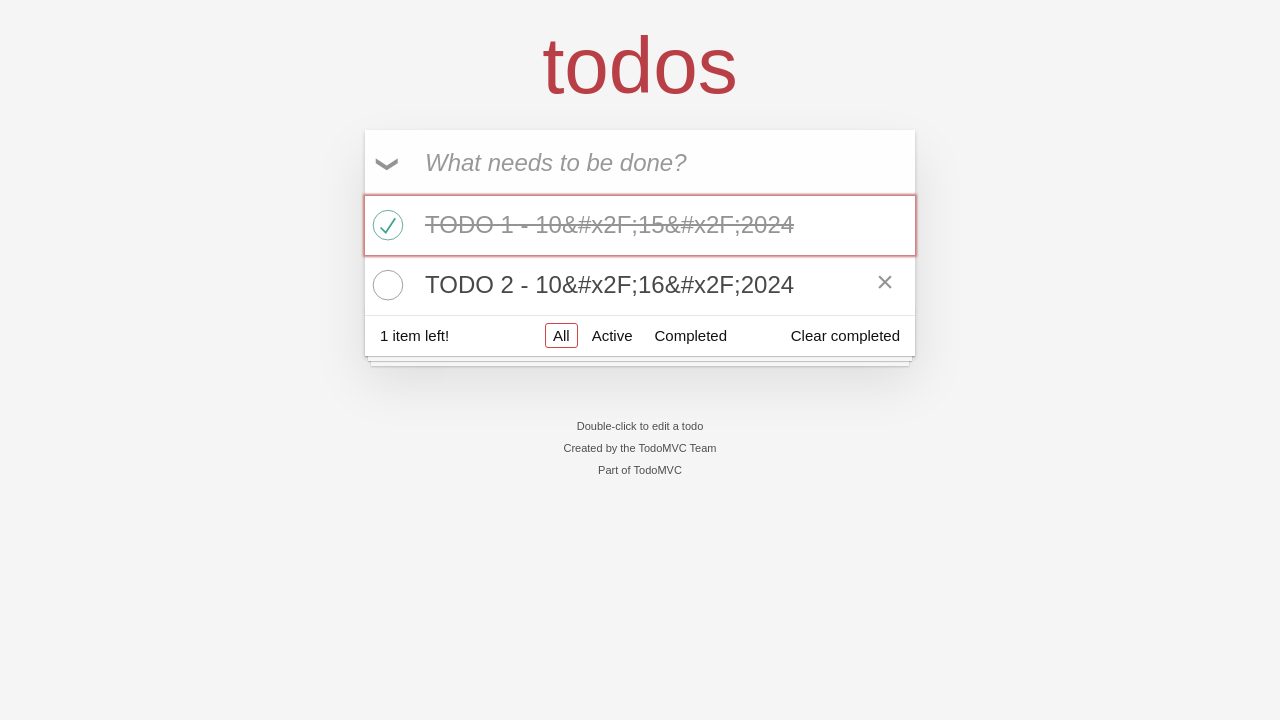 todos
What needs to be done?
TODO 1 - 10&#x2F;15&#x2F;2024
TODO 2 - 10&#x2F;16&#x2F;2024
×
1 item left!
All
Active
Completed
Clear completed
Double-click to edit a todo
Created by the TodoMVC Team
Part of TodoMVC